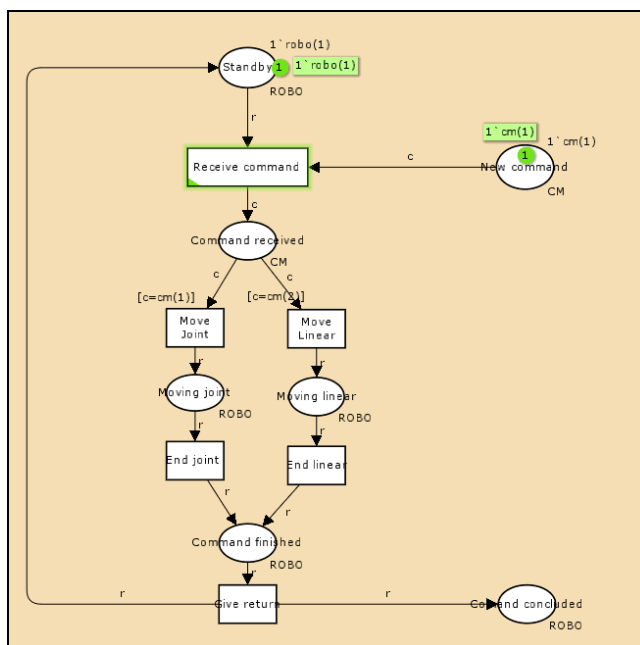 1`robo(1)
Standby
1
1`robo(1)
ROBO
r
1`cm(1)
1`cm(1)
1
New command
CM
Receive command
c
c
Command received
CM
c
c
[c=cm(1)]
[c=cm(2)]
Move
Joint
Move
Linear
r
r
Moving joint
ROBO
Moving linear
ROBO
r
r
End joint
End linear
r
r
Command finished
ROBO
r
r
Give return
r
Comand concluded
ROBO